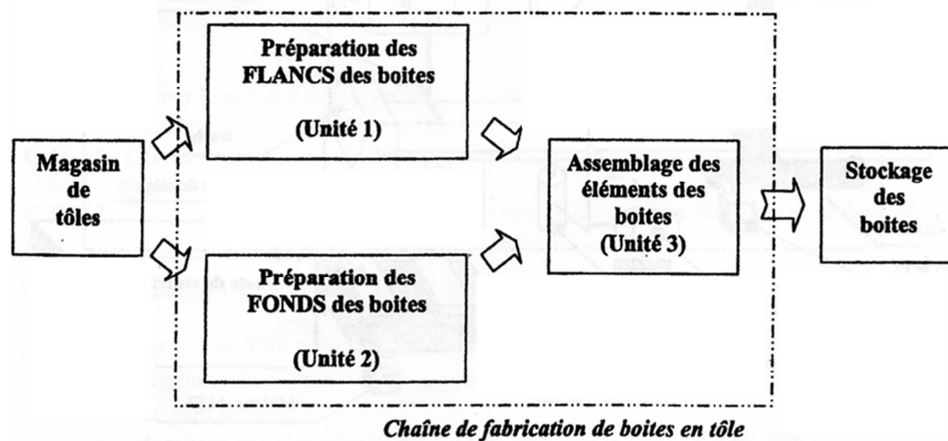 Préparation des
FLANCS des boites
(Unité 1)
Magasin
de
tôles
Assemblage des
éléments des
boites
(Unité 3)
Stockage
des
boites
Préparation des
FONDS des boites
(Unité 2)
Chaîne de fabrication de boites en tôle